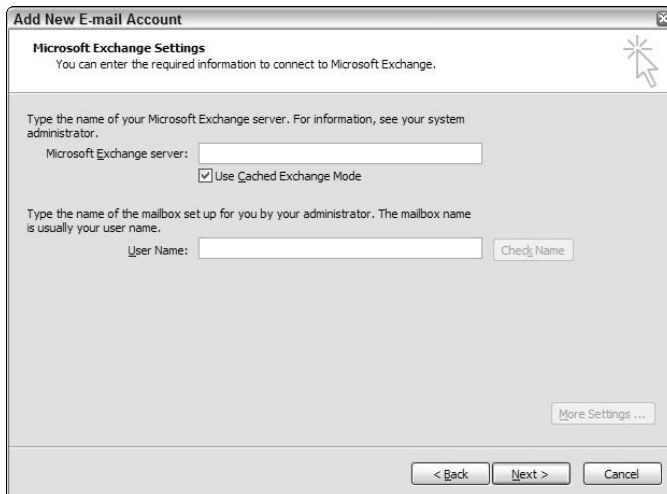 Add New E-mail Account
Microsoft Exchange Settings
You can enter the required information to connect to Microsoft Exchange.
Type the name of your Microsoft Exchange server. For information, see your system
administrator.
Microsoft Exchange server:
Use Cached Exchange Mode
Type the name of the mailbox set up for you by your administrator. The mailbox name
is usually your user name.
User Name:
Check Name
More Settings ...
< Back
Next >
Cancel